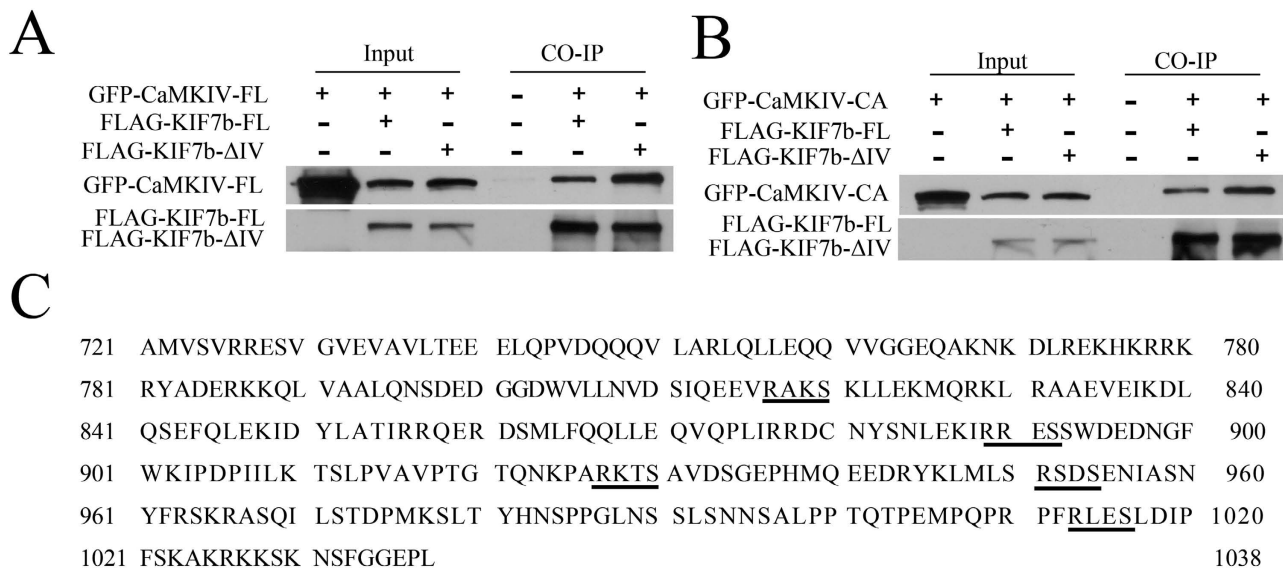 A
Input CO-IP
GFP-CaMKIV-FL + + + - + +
FLAG-KIF7b-FL - + - - + -
FLAG-KIF7b-ΔIV - - + - - +
GFP-CaMKIV-FL
FLAG-KIF7b-FL
FLAG-KIF7b-ΔIV
B
Input CO-IP
GFP-CaMKIV-CA + + + - + +
FLAG-KIF7b-FL - + - - + -
FLAG-KIF7b-ΔIV - - + - - +
GFP-CaMKIV-CA
FLAG-KIF7b-FL
FLAG-KIF7b-ΔIV
C
721 AMVSVRRESV GVEVAVLTEE ELQPVDQQQV LARLQLLEQQ VVGGEQAKNK DLREKHKRRK 780
781 RYADERKKQL VAALQNSDED GGDWVLLNVD SIQEEVRAKS KLLEKMQRKL RAAEVEIKDL 840
841 QSEFQLEKID YLATIRRQER DSMLFQQLLE QVQPLIRRDC NYSNLEKIRR ESSWDEDNGF 900
901 WKIPDPIILK TSLPVAVPTG TQNKPARKTS AVDSGEPHMQ EEDRYKLMLS RSDSENIASN 960
961 YFRSKRASQI LSTDPMKSLT YHNSPPGLNS SLSNNSALPP TQTPEMPQPR PFRLESLDIP 1020
1021 FSKAKRKKSK NSFGGEPL 1038